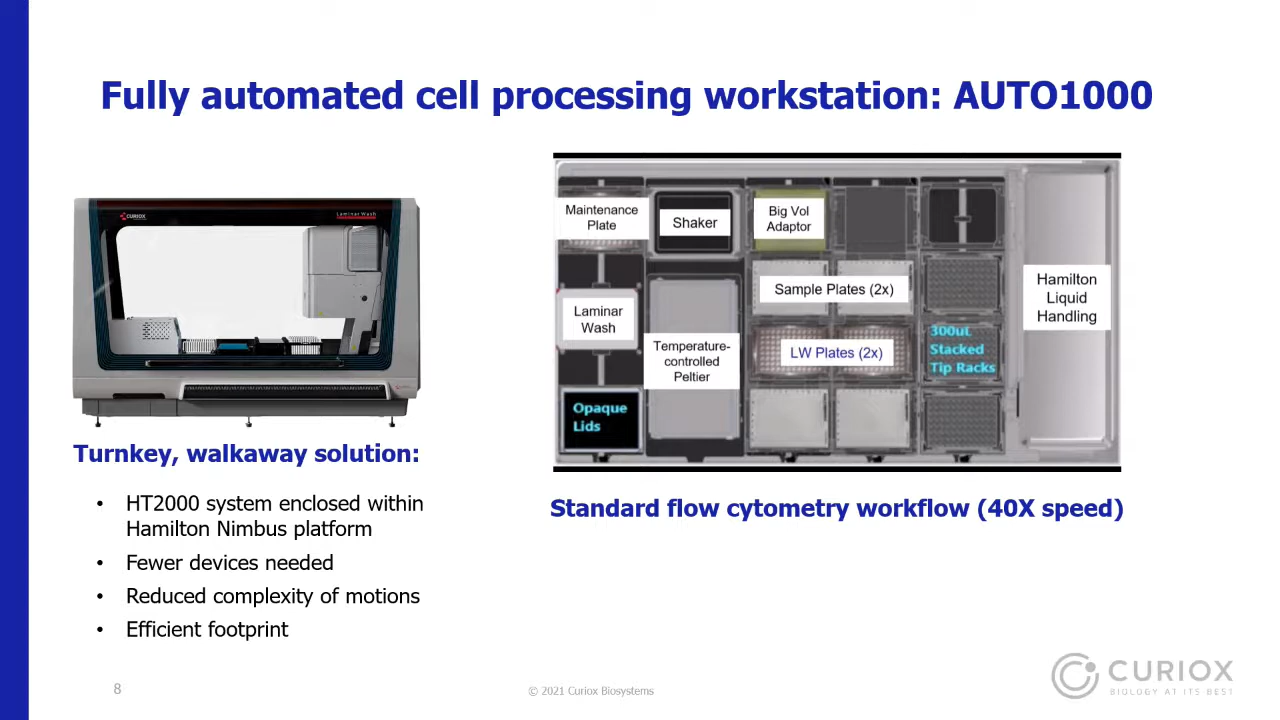 Fully automated cell processing workstation: AUTO1000
CURIOX
Laminar Wash
Turnkey, walkaway solution:
• HT2000 system enclosed within
Hamilton Nimbus platform
• Fewer devices needed
• Reduced complexity of motions
• Efficient footprint
Maintenance
Plate
Shaker
Big Vol
Adaptor
Sample Plates (2x)
Hamilton
Liquid
Handling
Laminar
Wash
Temperature-
controlled
Peltier
LW Plates (2x)
300uL
Stacked
Tip Racks
Opaque
Lids
Standard flow cytometry workflow (40X speed)
8
© 2021 Curiox Biosystems
CURIOX
BIOLOGY AT ITS BEST